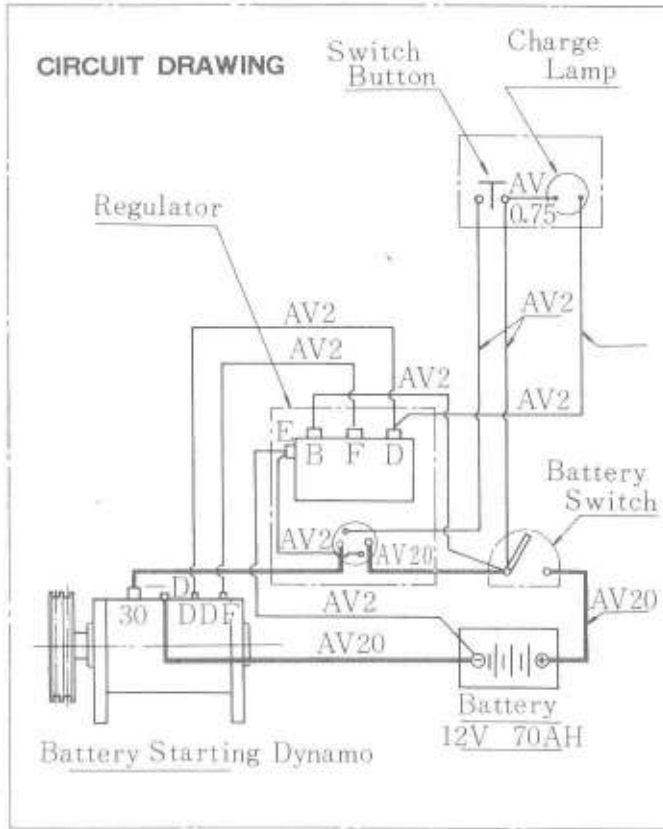 CIRCUIT DRAWING
Switch
Button
Charge
Lamp
AV
0.75
Regulator
AV2
AV2
AV2
AV2
AV2
E
B F D
Battery
Switch
AV2
AV20
-D
30
DD F
AV2
AV20
AV20
Battery
12V 70AH
Battery Starting Dynamo